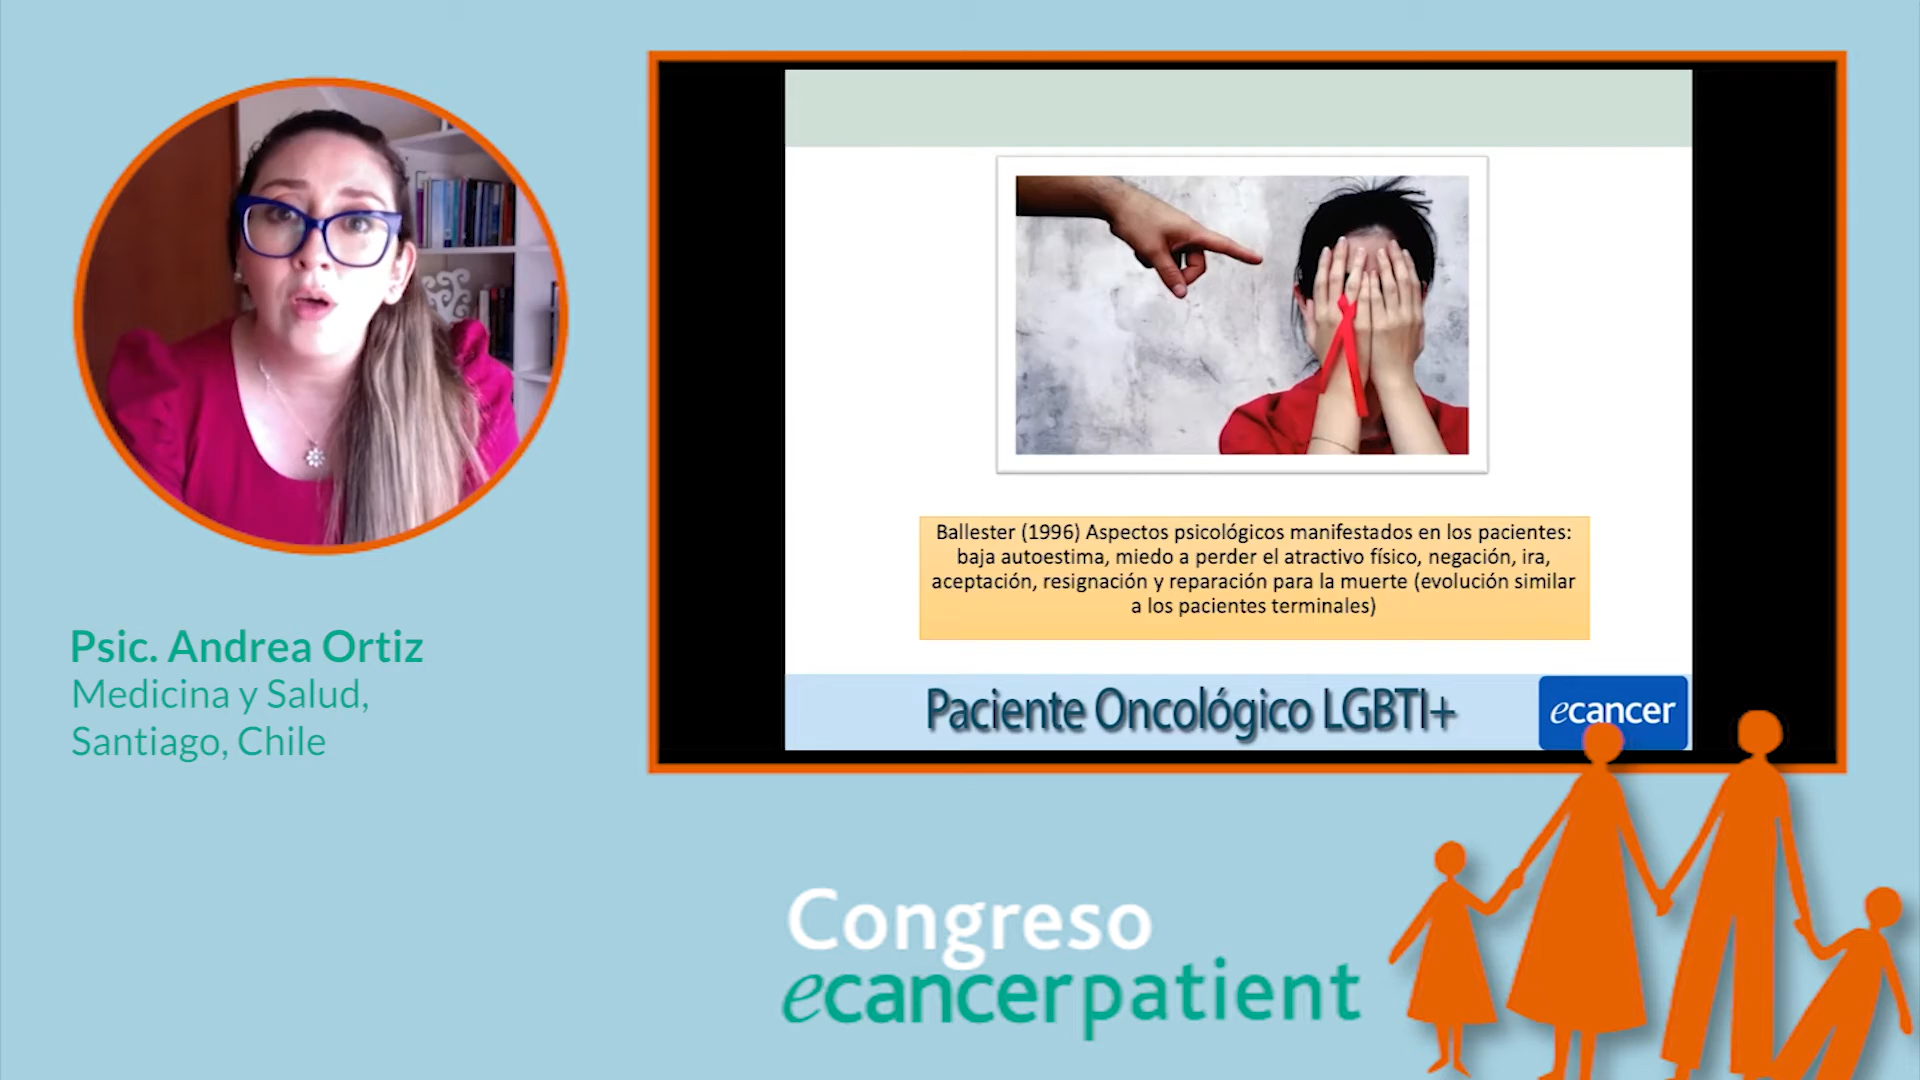 Psic. Andrea Ortiz
Medicina y Salud,
Santiago, Chile
Ballester (1996) Aspectos psicológicos manifestados en los pacientes:
baja autoestima, miedo a perder el atractivo físico, negación, ira,
aceptación, resignación y reparación para la muerte (evolución similar
a los pacientes terminales)
Paciente Oncológico LGBTI+
ecancer
Congreso
ecancerpatient